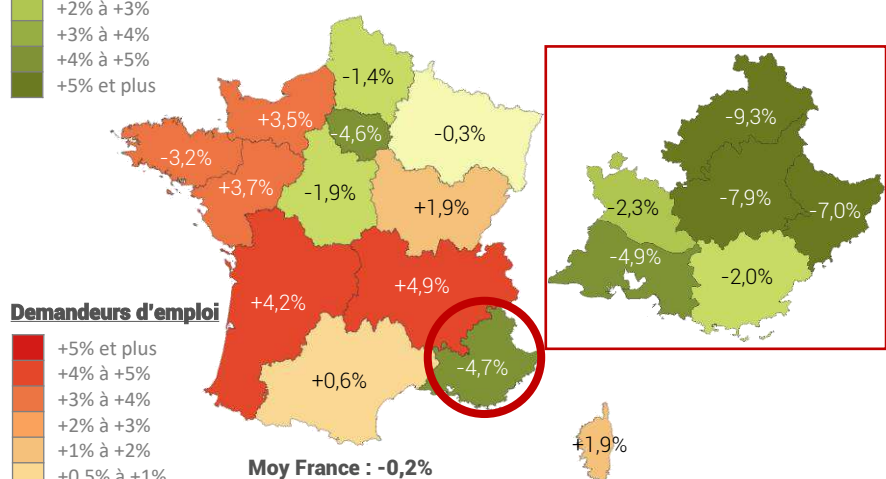 +2% à +3%
+3% à +4%
+4% à +5%
+5% et plus
-1,4%
+3,5%
-4,6%
-0,3%
-3,2%
+3,7%
-1,9%
+1,9%
+4,2%
+4,9%
+0,6%
-4,7%
+1,9%
Moy France : -0,2%
-9,3%
-7,9%
-7,0%
-2,3%
-4,9%
-2,0%
Demandeurs d'emploi
+5% et plus
+4% à +5%
+3% à +4%
+2% à +3%
+1% à +2%
+0,5% à +1%